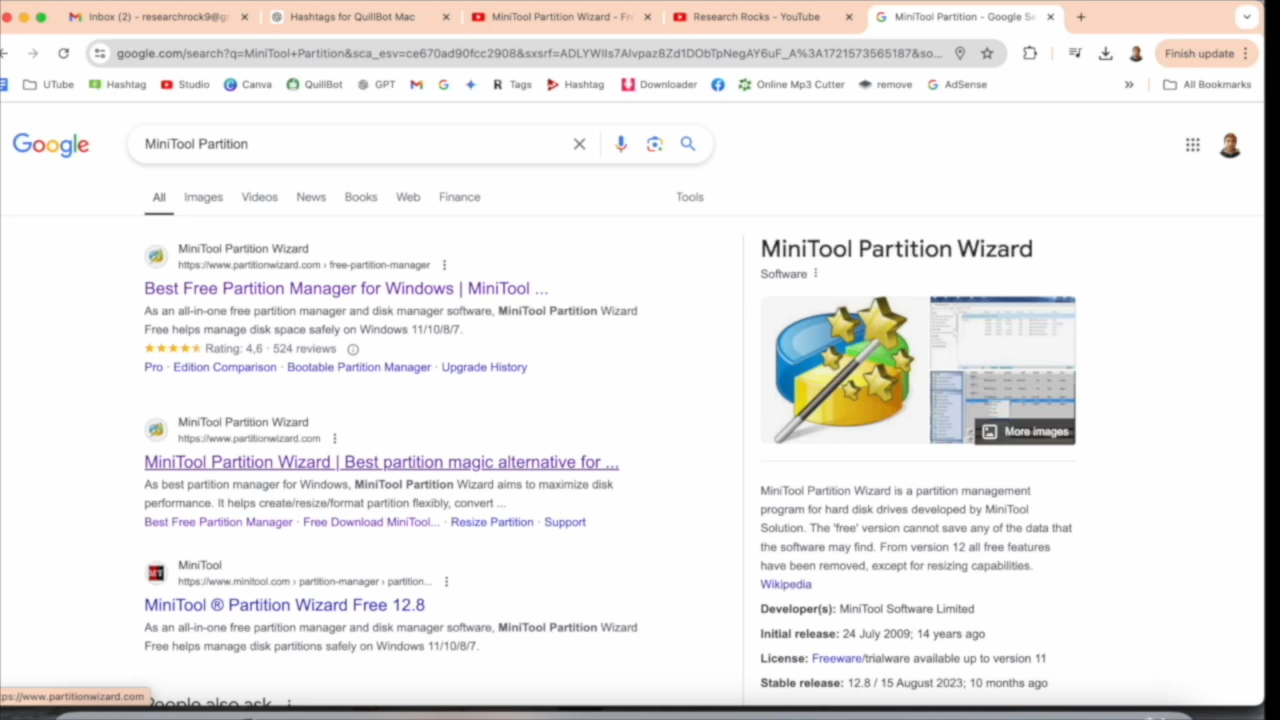 Inbox (2) - researchrock9@g
Hashtags for QuillBot Mac
MiniTool Partition Wizard - Fr
Research Rocks - YouTube
MiniTool Partition - Google Se
google.com/search?q=MiniTool+Partition&sca_esv=ce670ad90fcc2908&sxsrf=
Finish update
UTube
Hashtag
Studio
Canva
QuillBot
GPT
Tags
Hashtag
Downloader
Online Mp3 Cutter
remove
AdSense
All Bookmarks
Google
MiniTool Partition
All Images Videos News Books Web Finance Tools
MiniTool Partition Wizard
https://www.partitionwizard.com › free-partition-manager
Best Free Partition Manager for Windows | MiniTool ...
As an all-in-one free partition manager and disk manager software, MiniTool Partition Wizard
Free helps manage disk space safely on Windows 11/10/8/7.
Rating: 4,6 · 524 reviews
Pro · Edition Comparison · Bootable Partition Manager · Upgrade History
MiniTool Partition Wizard
https://www.partitionwizard.com
MiniTool Partition Wizard | Best partition magic alternative for ...
As best partition manager for Windows, MiniTool Partition Wizard aims to maximize disk
performance. It helps create/resize/format partition flexibly, convert ...
Best Free Partition Manager · Free Download MiniTool... · Resize Partition · Support
MT
MiniTool
https://www.minitool.com › partition-manager › partition...
MiniTool ® Partition Wizard Free 12.8
As an all-in-one free partition manager and disk manager software, MiniTool Partition Wizard
Free helps manage disk partitions safely on Windows 11/10/8/7.
People also ask
ps://www.partitionwizard.com
MiniTool Partition Wizard
Software
More images
MiniTool Partition Wizard is a partition management
program for hard disk drives developed by MiniTool
Solution. The 'free' version cannot save any of the data that
the software may find. From version 12 all free features
have been removed, except for resizing capabilities.
Wikipedia
Developer(s): MiniTool Software Limited
Initial release: 24 July 2009; 14 years ago
License: Freeware/trialware available up to version 11
Stable release: 12.8 / 15 August 2023; 10 months ago